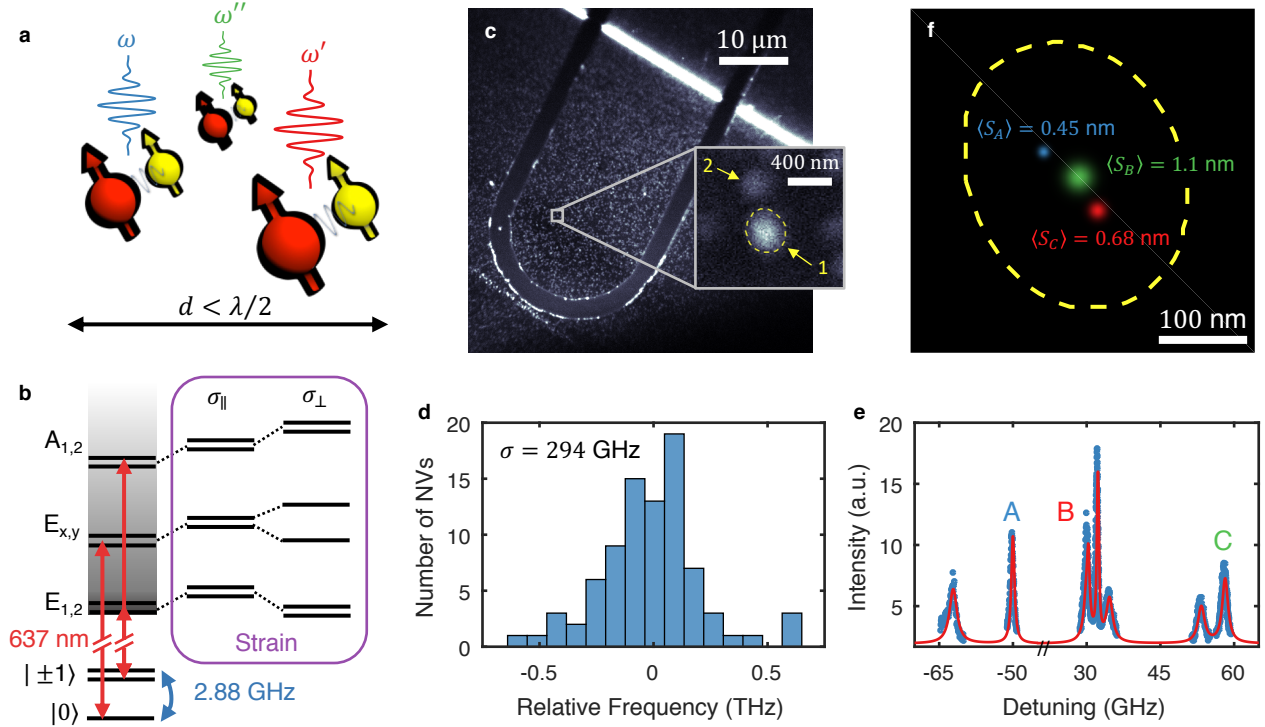 a
ω
ω''
ω'
d < λ/2
b
A1,2
Ex,y
E1,2
637 nm
| ±1⟩
|0⟩
2.88 GHz
σ∥
σ⊥
Strain
c
10 μm
400 nm
2
1
d
σ = 294 GHz
Number of NVs
20
15
10
5
0
-0.5
0
0.5
Relative Frequency (THz)
e
Intensity (a.u.)
20
15
10
5
A
B
C
-65
-50
//
30
45
60
Detuning (GHz)
f
⟨SA⟩ = 0.45 nm
⟨SB⟩ = 1.1 nm
⟨SC⟩ = 0.68 nm
100 nm